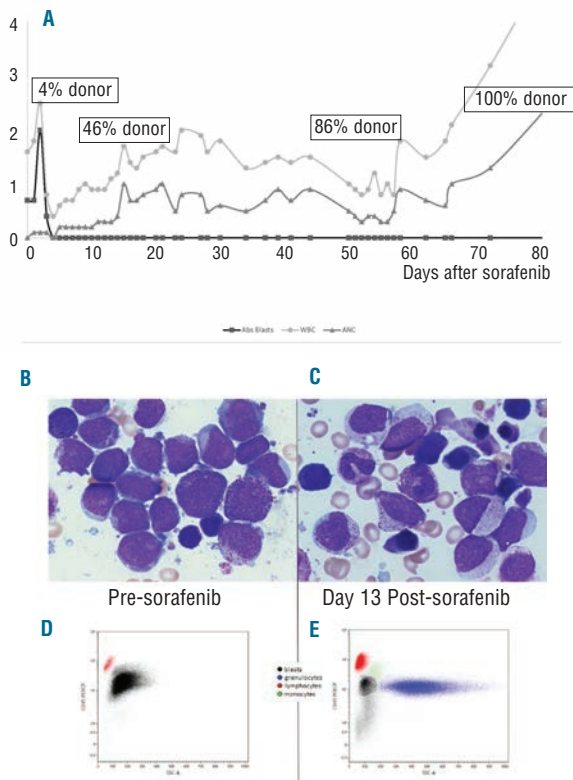 A
4
3
2
1
0
4% donor
46% donor
86% donor
100% donor
0 10 20 30 40 50 60 70 80
Days after sorafenib
Abs Blasts WBC ANC
B
C
Pre-sorafenib
Day 13 Post-sorafenib
D
E
blasts
granulocytes
lymphocytes
monocytes